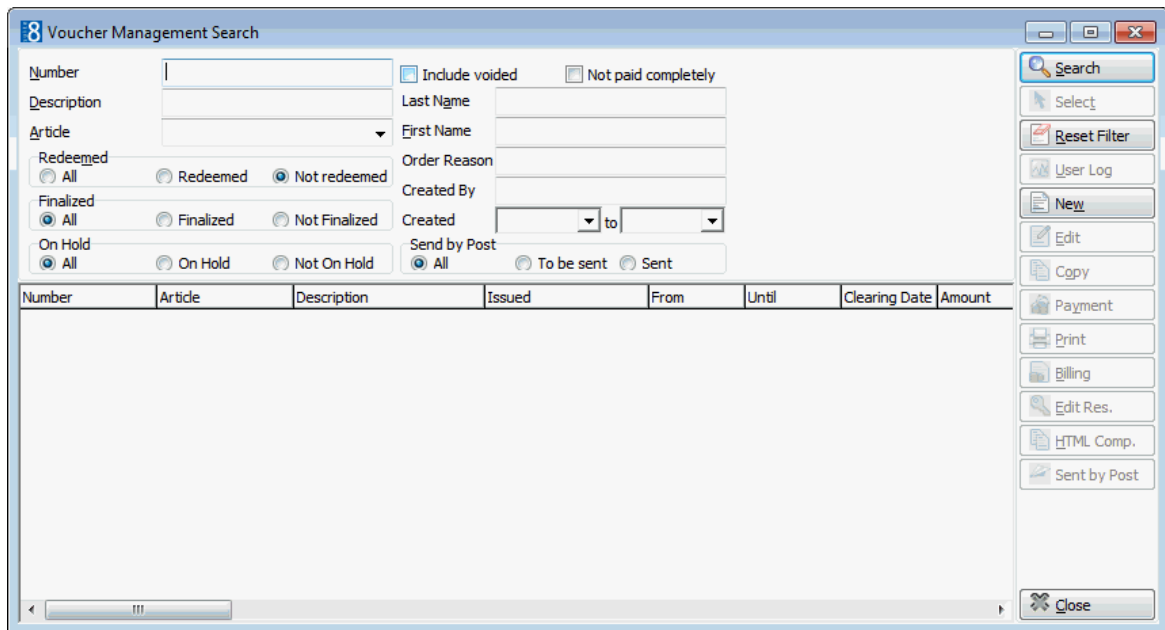 8 Voucher Management Search
Number Include voided Not paid completely Search
Description Last Name Select
Article First Name Reset Filter
Redeemed Order Reason
All Redeemed Not redeemed User Log
Finalized Created By New
All Finalized Not Finalized Created to Edit
On Hold Send by Post
All On Hold Not On Hold All To be sent Sent Copy
Number Article Description Issued From Until Clearing Date Amount Payment
Print
Billing
Edit Res.
HTML Comp.
Sent by Post
Close